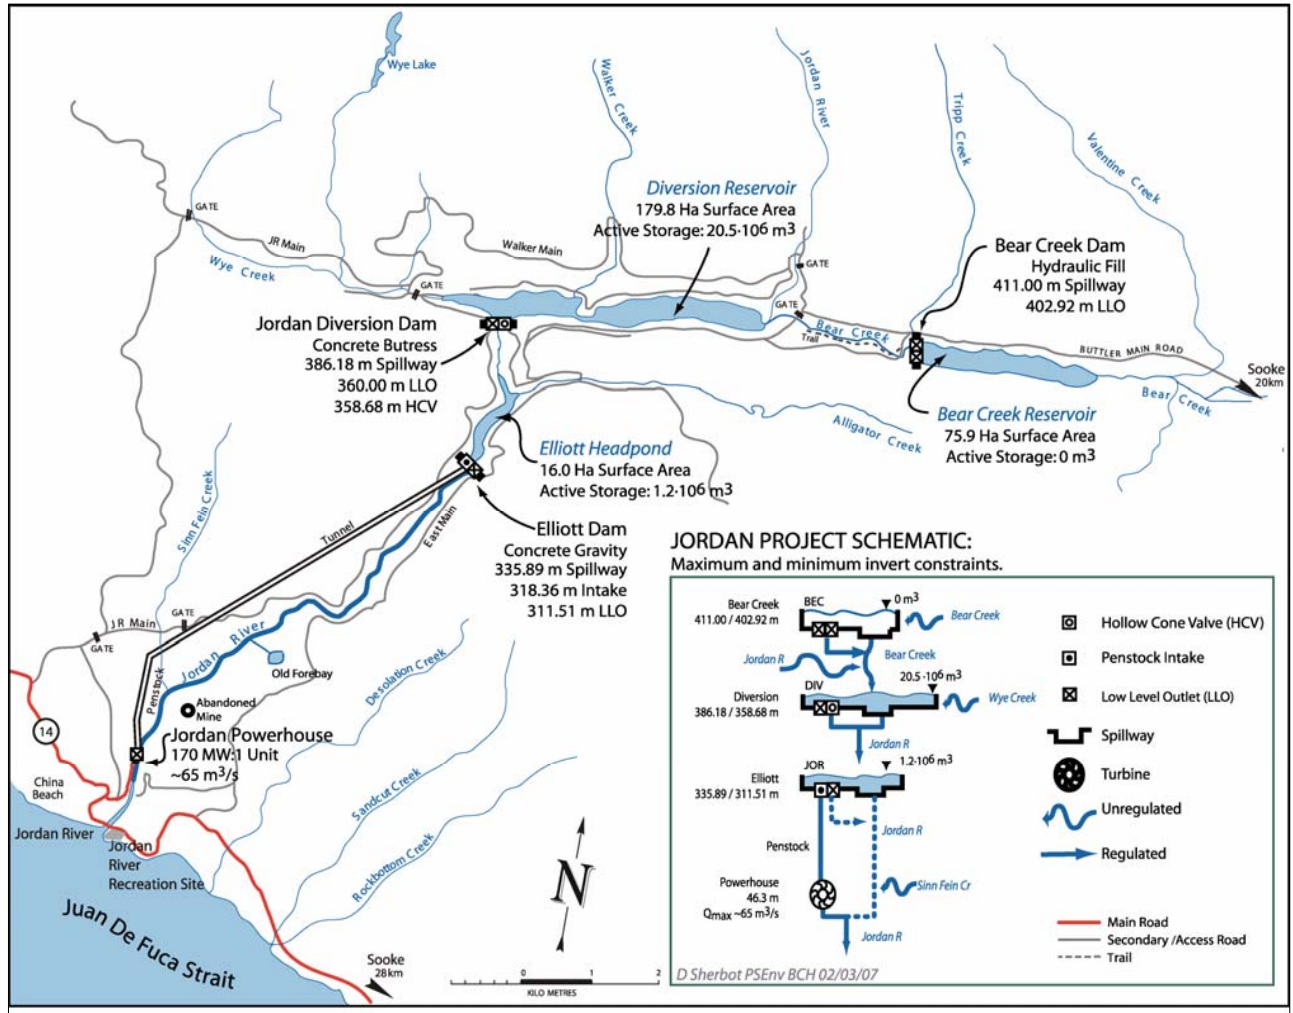 Wye Lake
Walker Creek
Jordan River
Tripp Creek
Valentine Creek
GATE
JR Main
Wye Creek
Walker Main
Diversion Reservoir
179.8 Ha Surface Area
Active Storage: 20.5·10⁶ m³
GATE
GATE
GATE
Bear Creek
Trail
Bear Creek Dam
Hydraulic Fill
411.00 m Spillway
402.92 m LLO
BUTTLER MAIN ROAD
Sooke
20km
Bear Creek
Jordan Diversion Dam
Concrete Butress
386.18 m Spillway
360.00 m LLO
358.68 m HCV
Bear Creek Reservoir
75.9 Ha Surface Area
Active Storage: 0 m³
Alligator Creek
Elliott Headpond
16.0 Ha Surface Area
Active Storage: 1.2·10⁶ m³
Elliott Dam
Concrete Gravity
335.89 m Spillway
318.36 m Intake
311.51 m LLO
Sinn Fein Creek
Tunnel
East Main
JR Main
GATE
GATE
Jordan River
Penstock
Old Forebay
Abandoned
Mine
Jordan Powerhouse
170 MW:1 Unit
~65 m³/s
14
China
Beach
Jordan River
Jordan
River
Recreation Site
Desolation Creek
Sandcut Creek
Rockbottom Creek
Juan De Fuca Strait
Sooke
28km
N
0 1 2
KILO METRES
JORDAN PROJECT SCHEMATIC:
Maximum and minimum invert constraints.
Bear Creek
411.00 / 402.92 m
BEC
0 m³
Bear Creek
Jordan R
Bear Creek
Diversion
386.18 / 358.68 m
DIV
20.5 ·10⁶ m³
Wye Creek
Jordan R
Elliott
335.89 / 311.51 m
JOR
1.2·10⁶ m³
Jordan R
Penstock
Powerhouse
46.3 m
Qmax ~65 m³/s
Sinn Fein Cr
Jordan R
Hollow Cone Valve (HCV)
Penstock Intake
Low Level Outlet (LLO)
Spillway
Turbine
Unregulated
Regulated
Main Road
Secondary /Access Road
Trail
D Sherbot PSEnv BCH 02/03/07